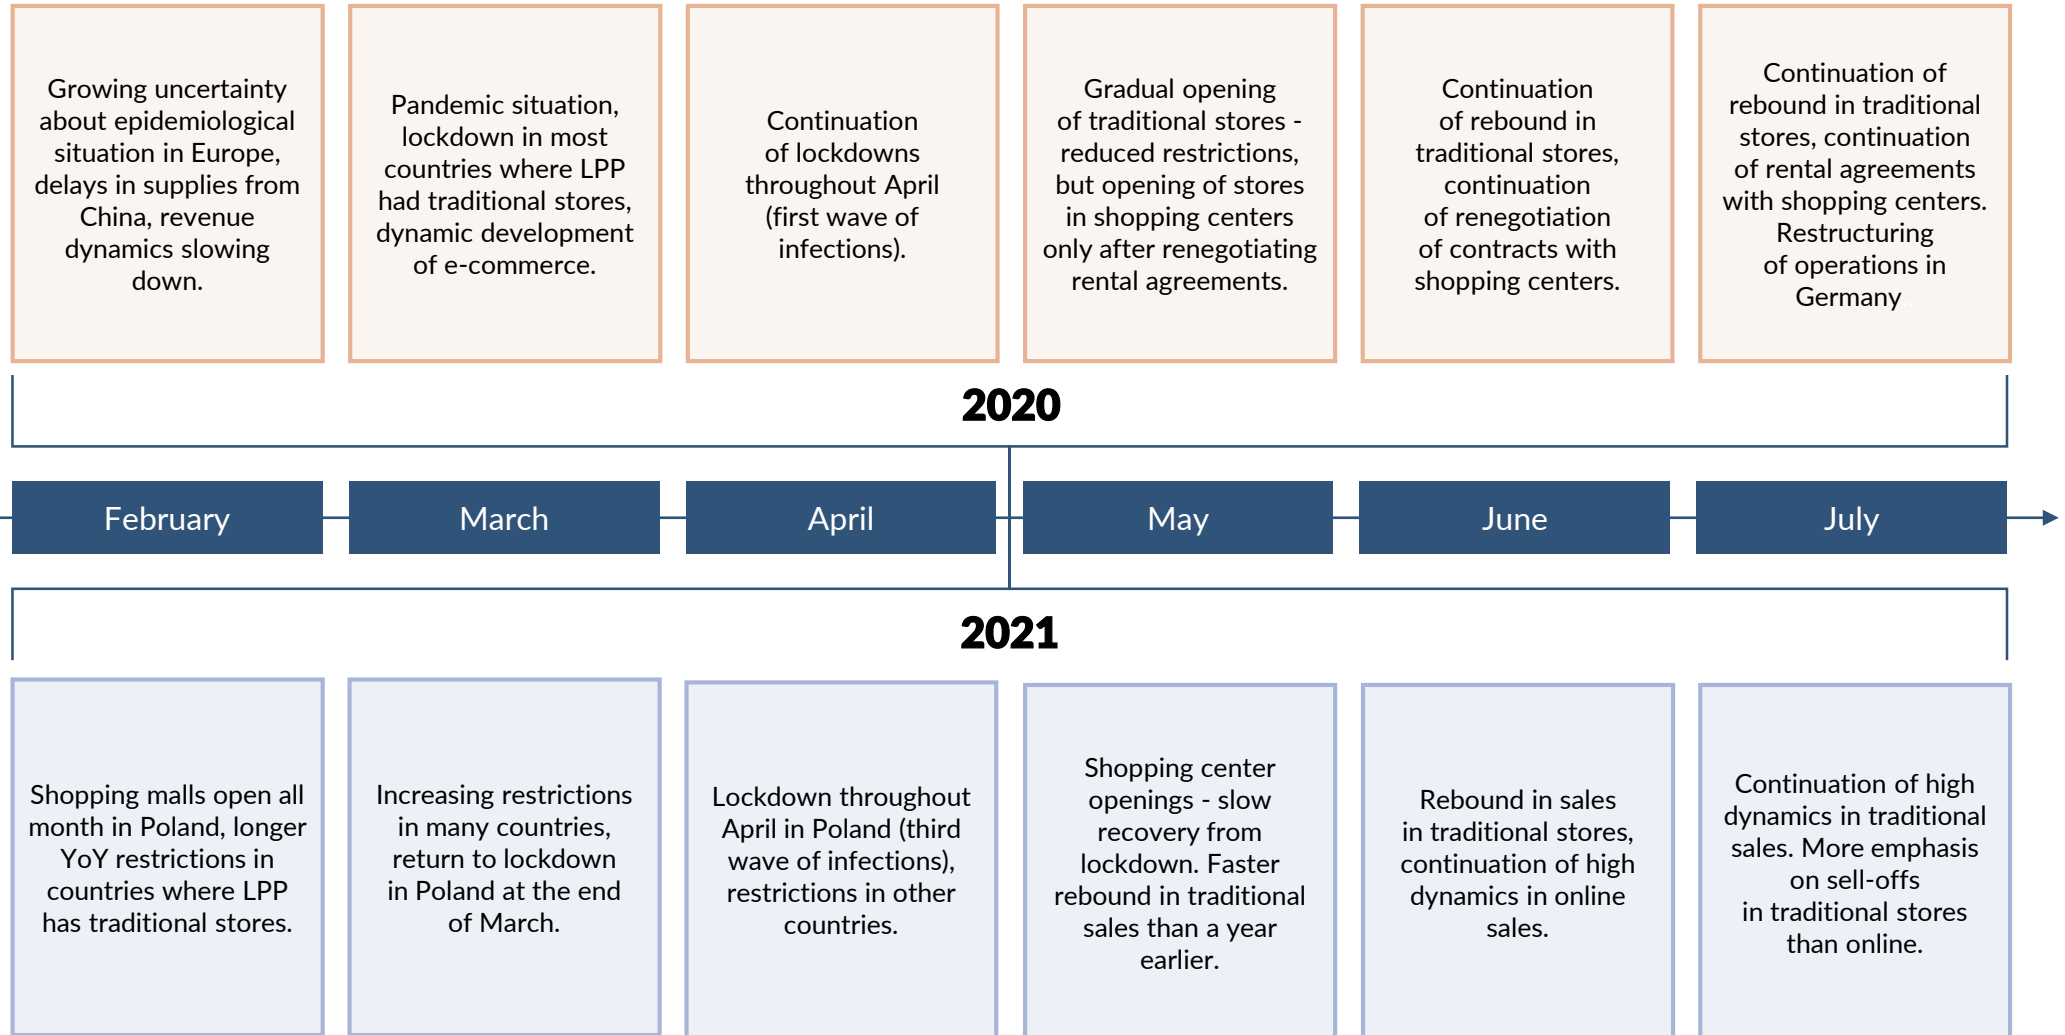 Growing uncertainty
about epidemiological
situation in Europe,
delays in supplies from
China, revenue
dynamics slowing
down.
Pandemic situation,
lockdown in most
countries where LPP
had traditional stores,
dynamic development
of e-commerce.
Continuation
of lockdowns
throughout April
(first wave of
infections).
Gradual opening
of traditional stores -
reduced restrictions,
but opening of stores
in shopping centers
only after renegotiating
rental agreements.
Continuation
of rebound in
traditional stores,
continuation
of renegotiation
of contracts with
shopping centers.
Continuation of
rebound in traditional
stores, continuation
of rental agreements
with shopping centers.
Restructuring
of operations in
Germany
2020
February
March
April
May
June
July
2021
Shopping malls open all
month in Poland, longer
YoY restrictions in
countries where LPP
has traditional stores.
Increasing restrictions
in many countries,
return to lockdown
in Poland at the end
of March.
Lockdown throughout
April in Poland (third
wave of infections),
restrictions in other
countries.
Shopping center
openings - slow
recovery from
lockdown. Faster
rebound in traditional
sales than a year
earlier.
Rebound in sales
in traditional stores,
continuation of high
dynamics in online
sales.
Continuation of high
dynamics in traditional
sales. More emphasis
on sell-offs
in traditional stores
than online.